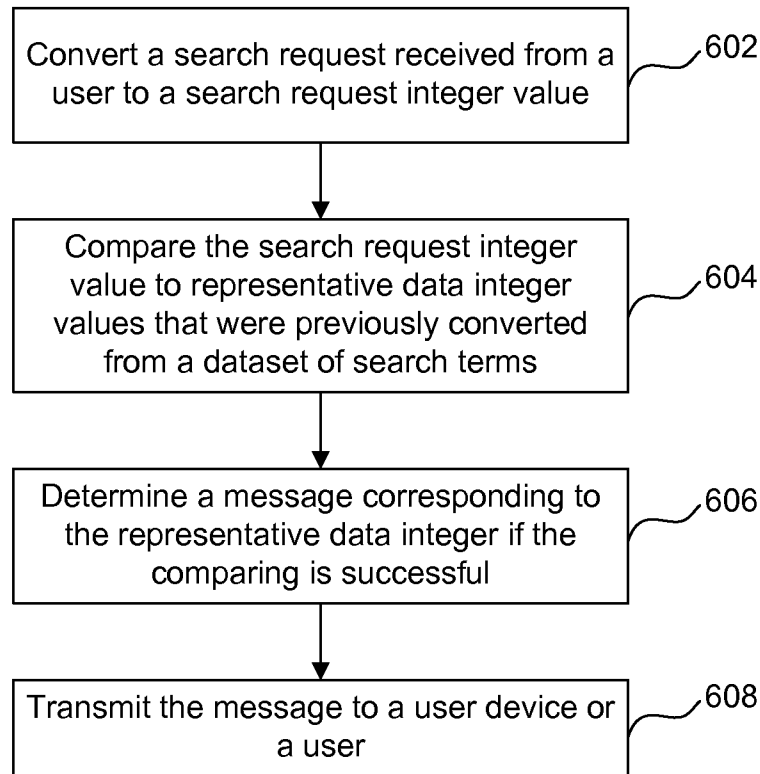 Convert a search request received from a
user to a search request integer value
602
Compare the search request integer
value to representative data integer
values that were previously converted
from a dataset of search terms
604
Determine a message corresponding to
the representative data integer if the
comparing is successful
606
Transmit the message to a user device or
a user
608